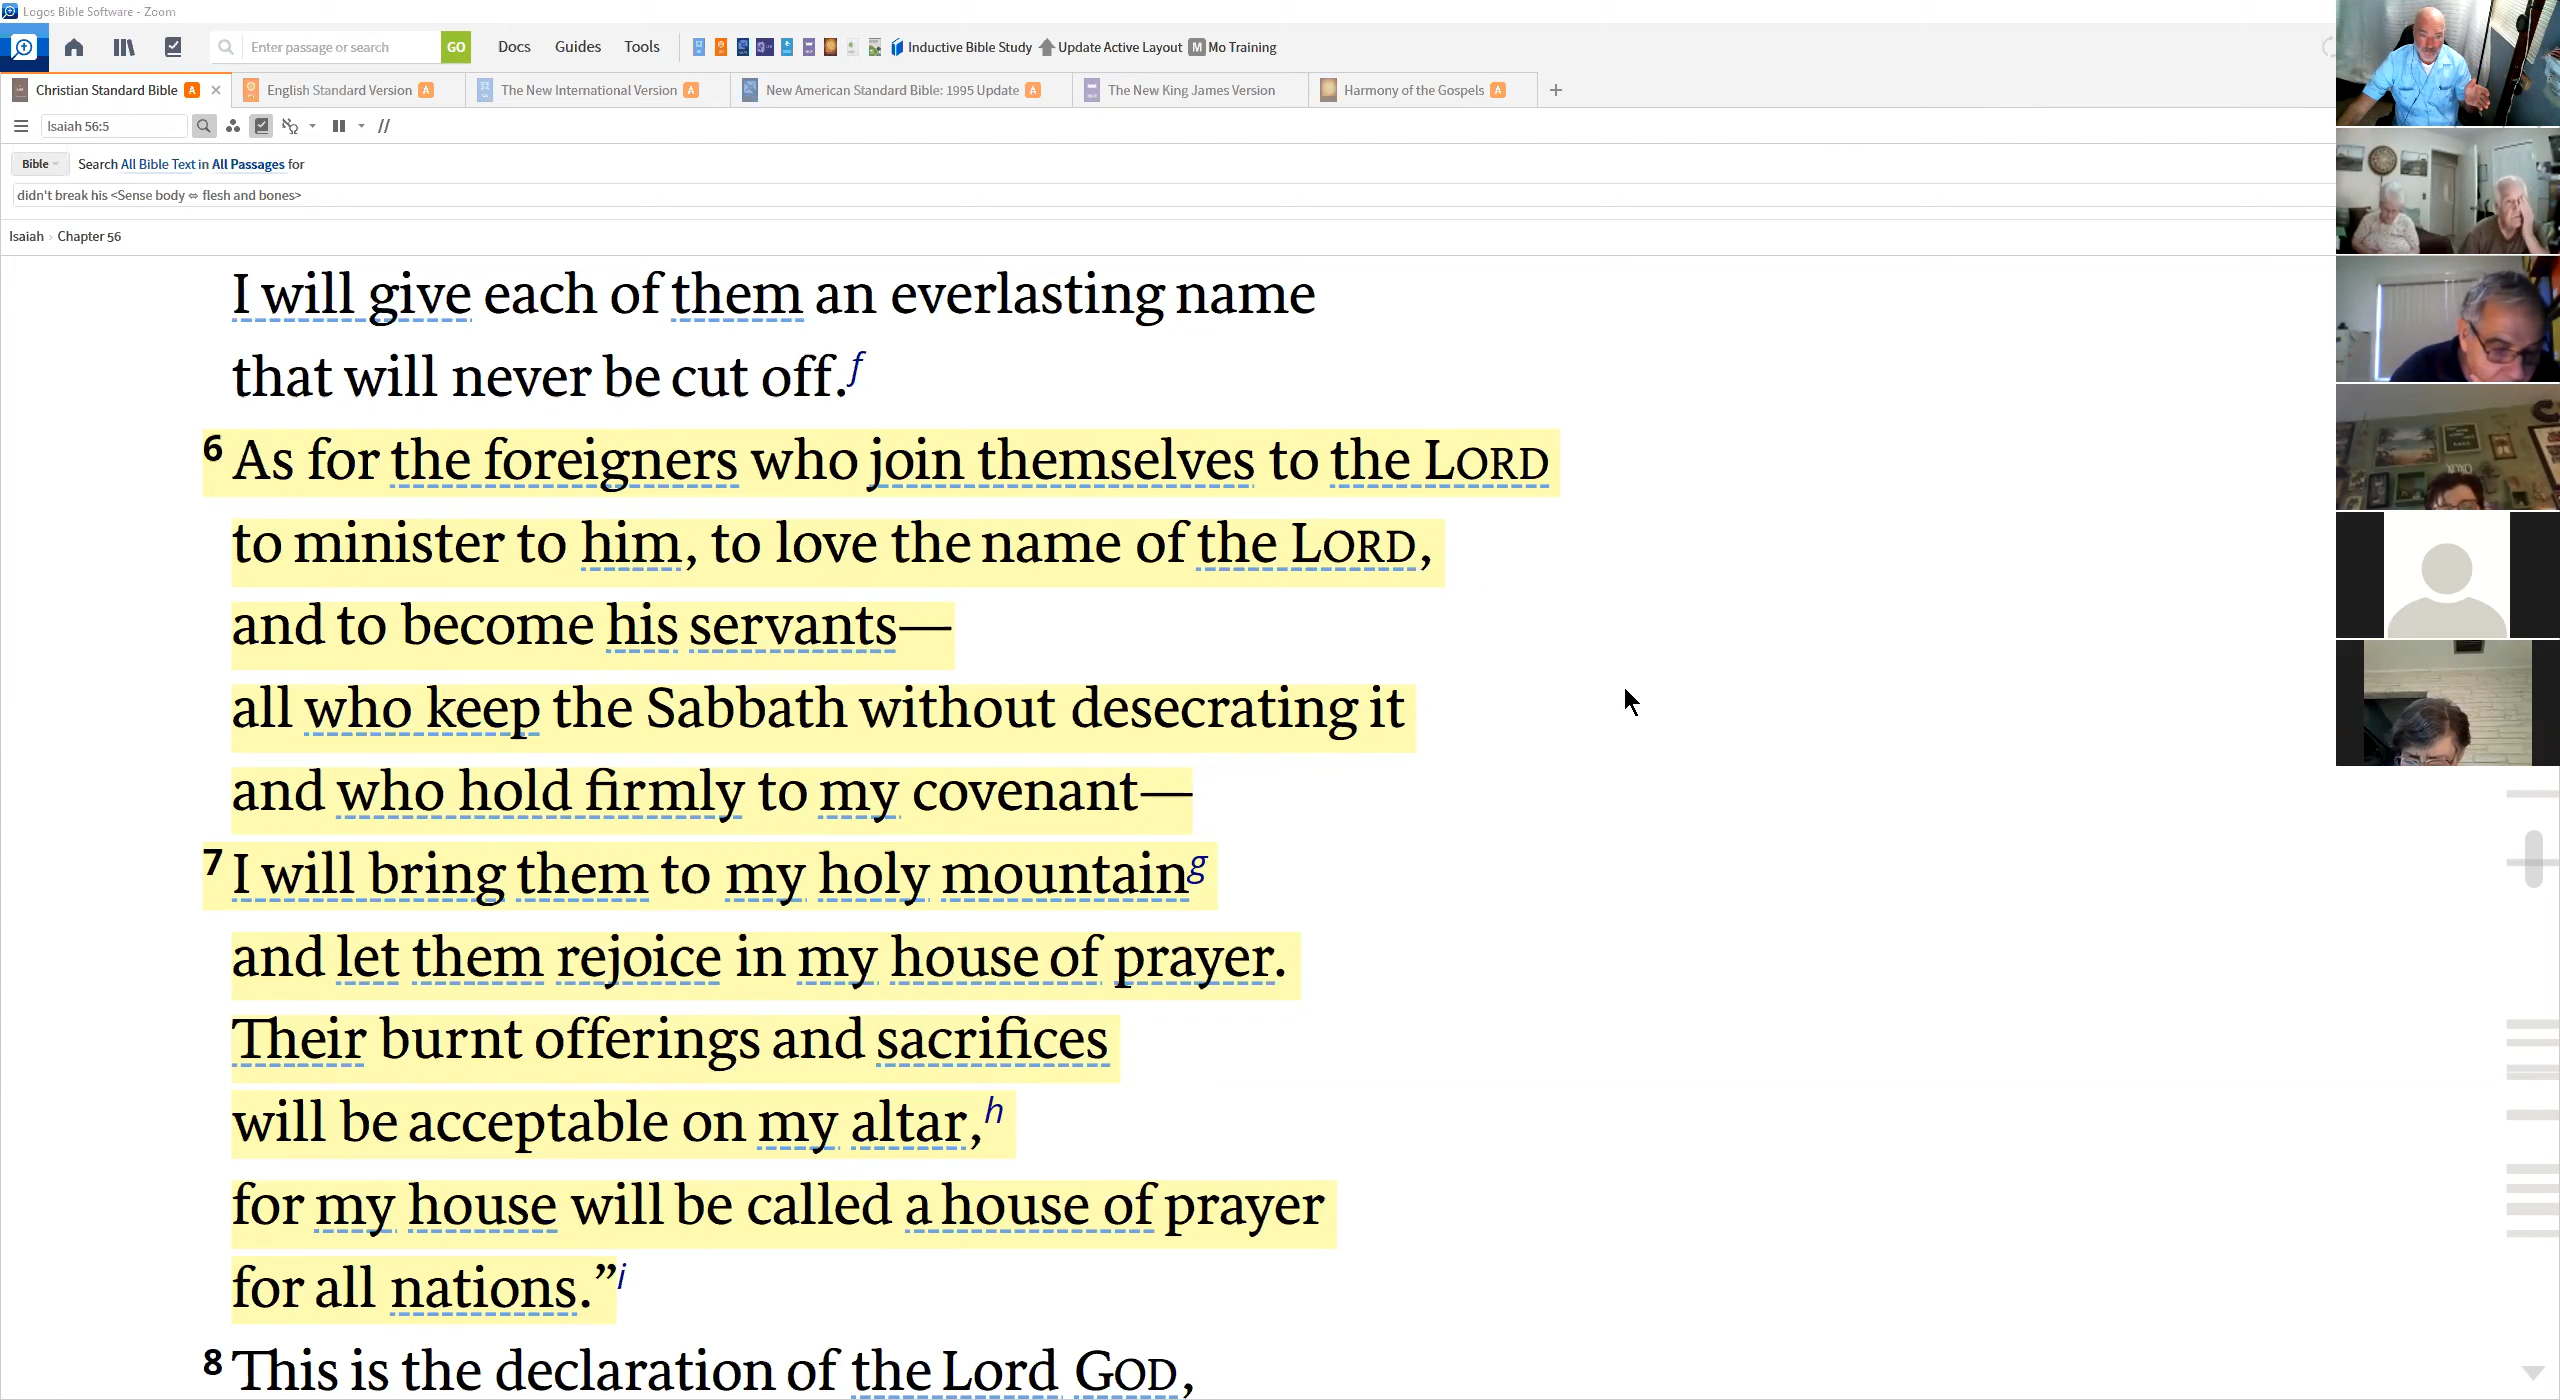 Logos Bible Software - Zoom
Enter passage or search GO Docs Guides Tools Inductive Bible Study Update Active Layout M Mo Training
Christian Standard Bible A English Standard Version A The New International Version A New American Standard Bible: 1995 Update A The New King James Version Harmony of the Gospels A
Isaiah 56:5
Bible Search All Bible Text in All Passages for
didn't break his <Sense body ⇔ flesh and bones>
Isaiah › Chapter 56
I will give each of them an everlasting name
that will never be cut off.f
6 As for the foreigners who join themselves to the LORD
to minister to him, to love the name of the LORD,
and to become his servants—
all who keep the Sabbath without desecrating it
and who hold firmly to my covenant—
7 I will bring them to my holy mountaing
and let them rejoice in my house of prayer.
Their burnt offerings and sacrifices
will be acceptable on my altar,h
for my house will be called a house of prayer
for all nations.”i
8 This is the declaration of the Lord GOD,